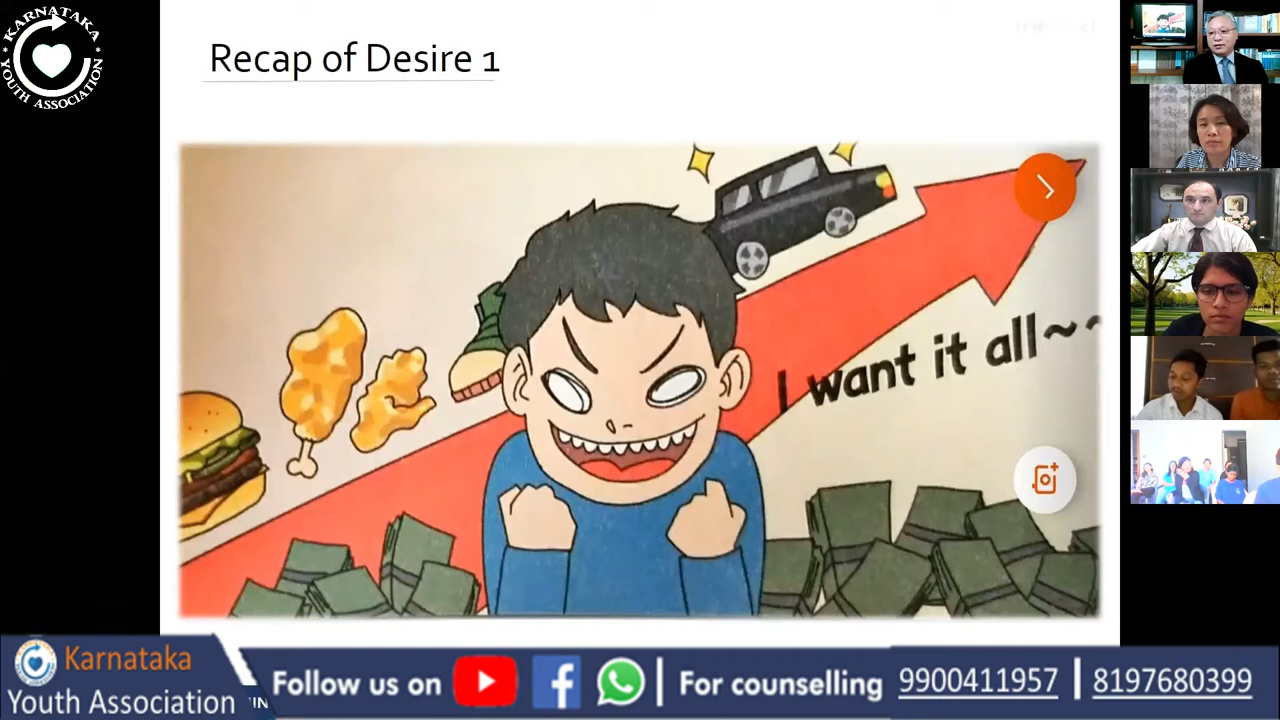 KARNATAKA
YOUTH ASSOCIATION
Recap of Desire 1
I want it all~~
Karnataka
Youth Association
IN
Follow us on
For counselling
9900411957 | 8197680399